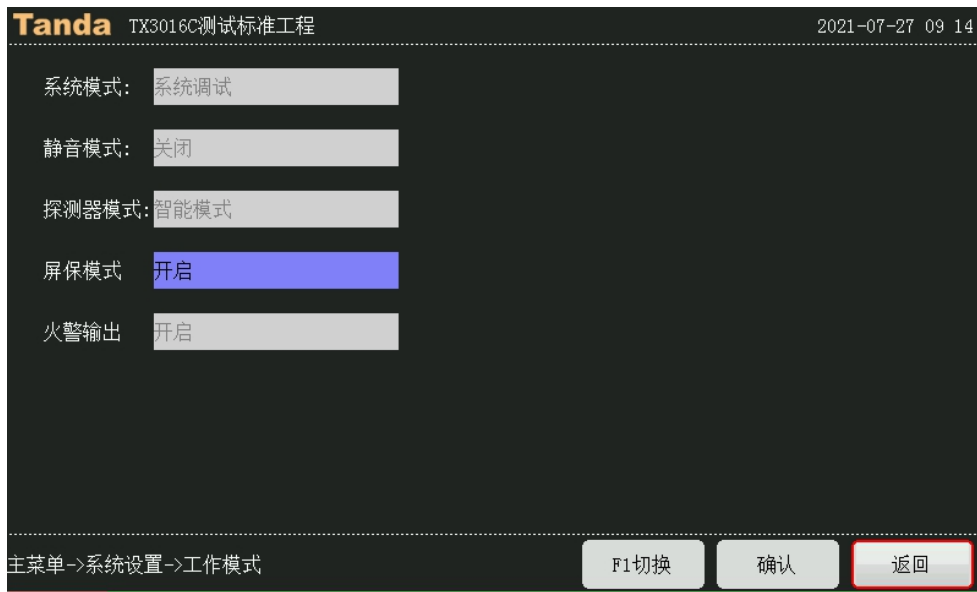 Tanda TX3016C测试标准工程 2021-07-27 09 14
系统模式: 系统调试
静音模式: 关闭
探测器模式: 智能模式
屏保模式 开启
火警输出 开启
主菜单->系统设置->工作模式 F1切换 确认 返回